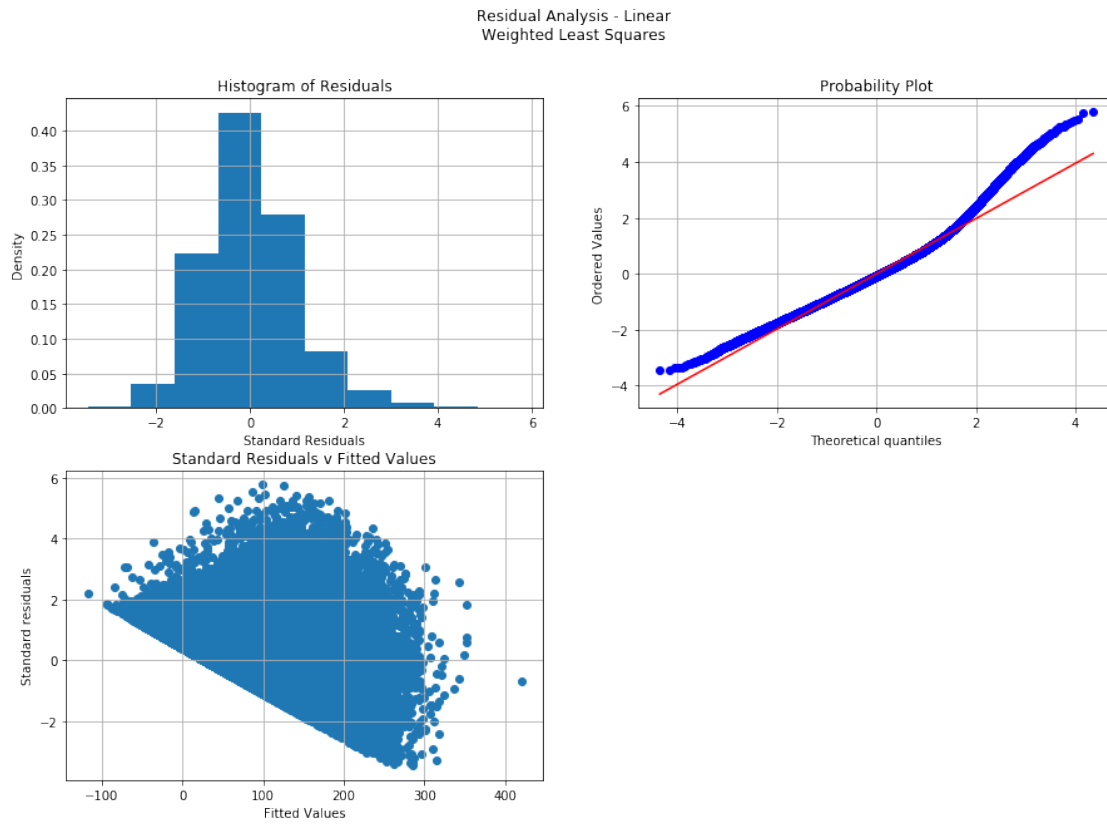 Residual Analysis - Linear
Weighted Least Squares
Histogram of Residuals
Density
0.40
0.35
0.30
0.25
0.20
0.15
0.10
0.05
0.00
−2 0 2 4 6
Standard Residuals
Probability Plot
Ordered Values
6
4
2
0
−2
−4
−4 −2 0 2 4
Theoretical quantiles
Standard Residuals v Fitted Values
Standard residuals
6
4
2
0
−2
−100 0 100 200 300 400
Fitted Values